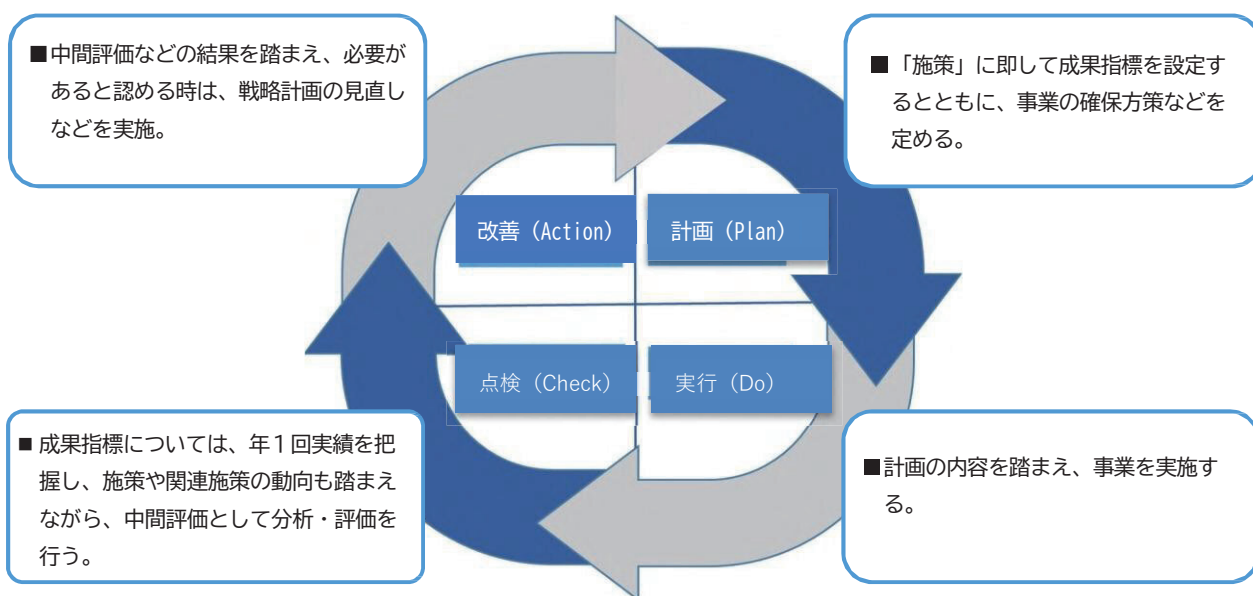 ■中間評価などの結果を踏まえ、必要が
あると認める時は、戦略計画の見直し
などを実施。
■「施策」に即して成果指標を設定す
るとともに、事業の確保方策などを
定める。
改善（Action）
計画（Plan）
点検（Check）
実行（Do）
■成果指標については、年１回実績を把
握し、施策や関連施策の動向も踏まえ
ながら、中間評価として分析・評価を
行う。
■計画の内容を踏まえ、事業を実施す
る。